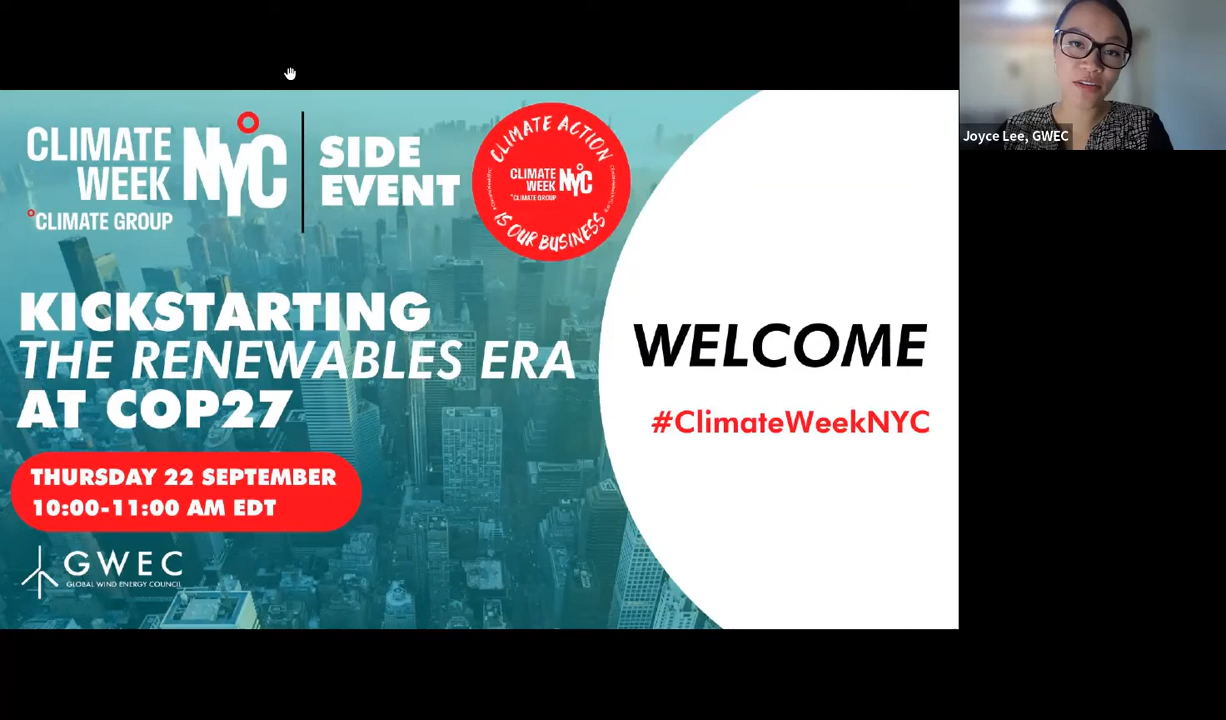 CLIMATE
WEEK
NYC
°CLIMATE GROUP
SIDE
EVENT
CLIMATE ACTION
CLIMATE
WEEK
NYC
°CLIMATE GROUP
IS OUR BUSINESS
KICKSTARTING
THE RENEWABLES ERA
AT COP27
THURSDAY 22 SEPTEMBER
10:00-11:00 AM EDT
GWEC
GLOBAL WIND ENERGY COUNCIL
WELCOME
#ClimateWeekNYC
Joyce Lee, GWEC